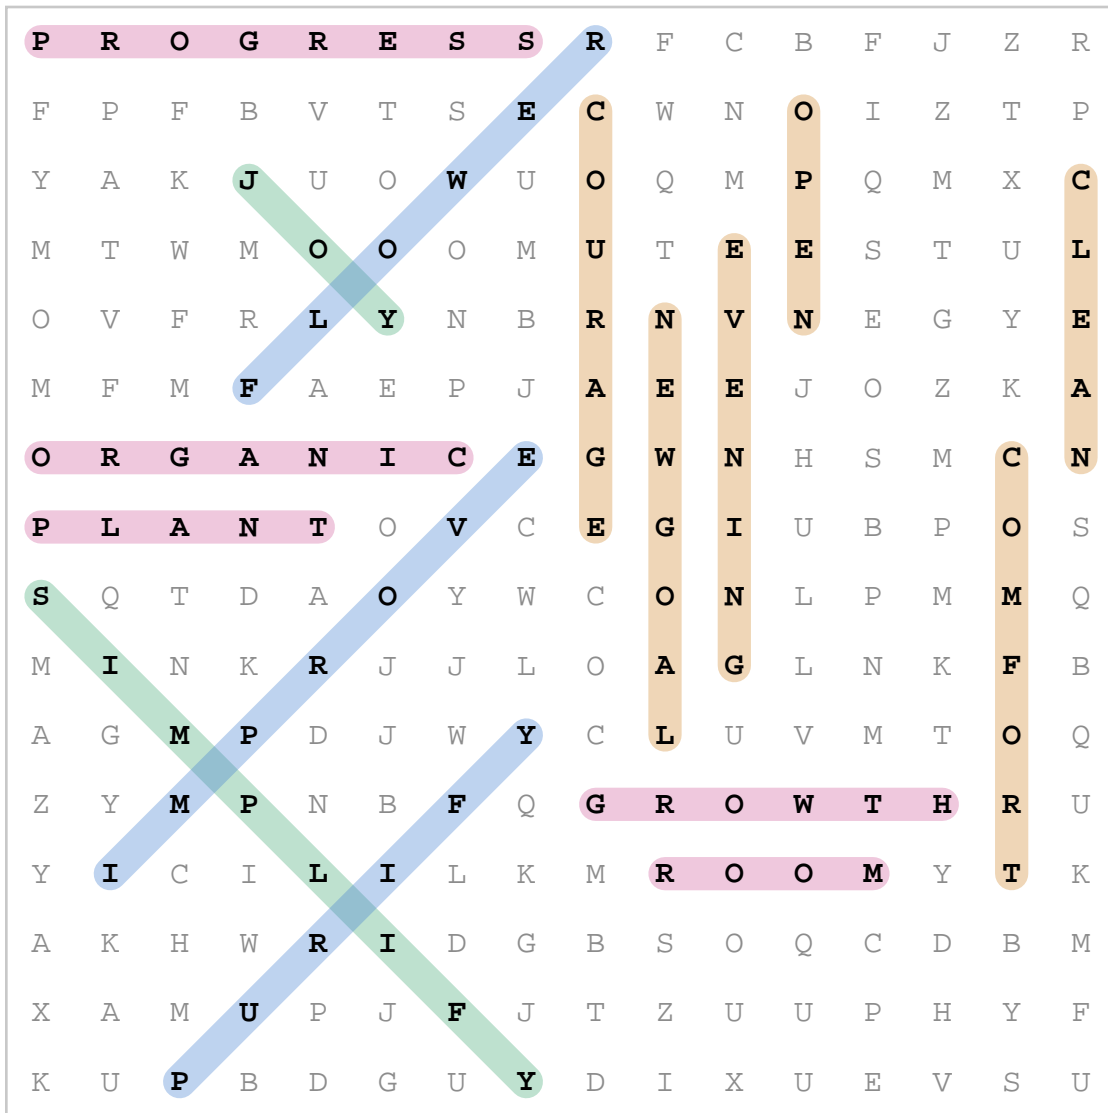 P R O G R E S S R F C B F J Z R
F P F B V T S E C W N O I Z T P
Y A K J U O W U O Q M P Q M X C
M T W M O O O M U T E E S T U L
O V F R L Y N B R N V N E G Y E
M F M F A E P J A E E J O Z K A
O R G A N I C E G W N H S M C N
P L A N T O V C E G I U B P O S
S Q T D A O Y W C O N L P M M Q
M I N K R J J L O A G L N K F B
A G M P D J W Y C L U V M T O Q
Z Y M P N B F Q G R O W T H R U
Y I C I L I L K M R O O M Y T K
A K H W R I D G B S O Q C D B M
X A M U P J F J T Z U U P H Y F
K U P B D G U Y D I X U E V S U